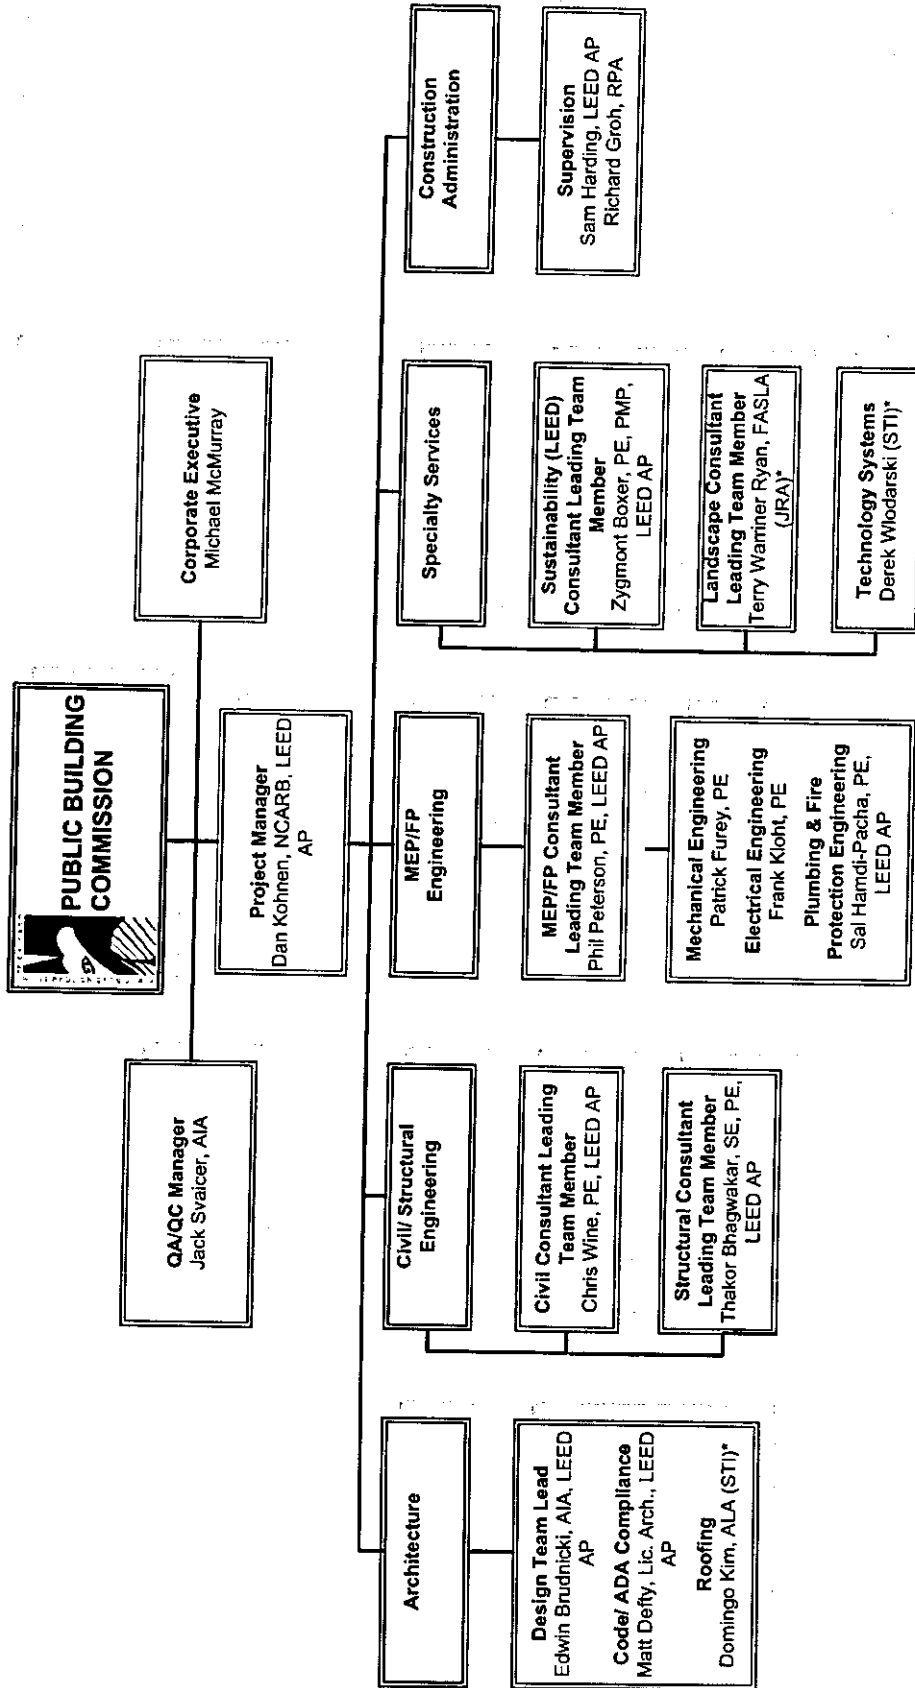 PUBLIC BUILDING
COMMISSION
QA/QC Manager
Jack Svaicer, AIA
Corporate Executive
Michael McMurray
Project Manager
Dan Kohnen, NCARB, LEED
AP
Architecture
Design Team Lead
Edwin Brudnicki, AIA, LEED
AP
Code/ ADA Compliance
Matt Defty, Lic. Arch., LEED
AP
Roofing
Domingo Kim, ALA (STI)*
Civil/ Structural
Engineering
Civil Consultant Leading
Team Member
Chris Wine, PE, LEED AP
Structural Consultant
Leading Team Member
Thakor Bhagwakar, SE, PE,
LEED AP
MEP/FP
Engineering
MEP/FP Consultant
Leading Team Member
Phil Peterson, PE, LEED AP
Mechanical Engineering
Patrick Furey, PE
Electrical Engineering
Frank Kloht, PE
Plumbing & Fire
Protection Engineering
Sal Hamdi-Pacha, PE,
LEED AP
Specialty Services
Sustainability (LEED)
Consultant Leading Team
Member
Zygmont Boxer, PE, PMP,
LEED AP
Landscape Consultant
Leading Team Member
Terry Warriner Ryan, FASLA
(JRA)*
Technology Systems
Derek Wlodarski (STI)*
Construction
Administration
Supervision
Sam Harding, LEED AP
Richard Groh, RPA